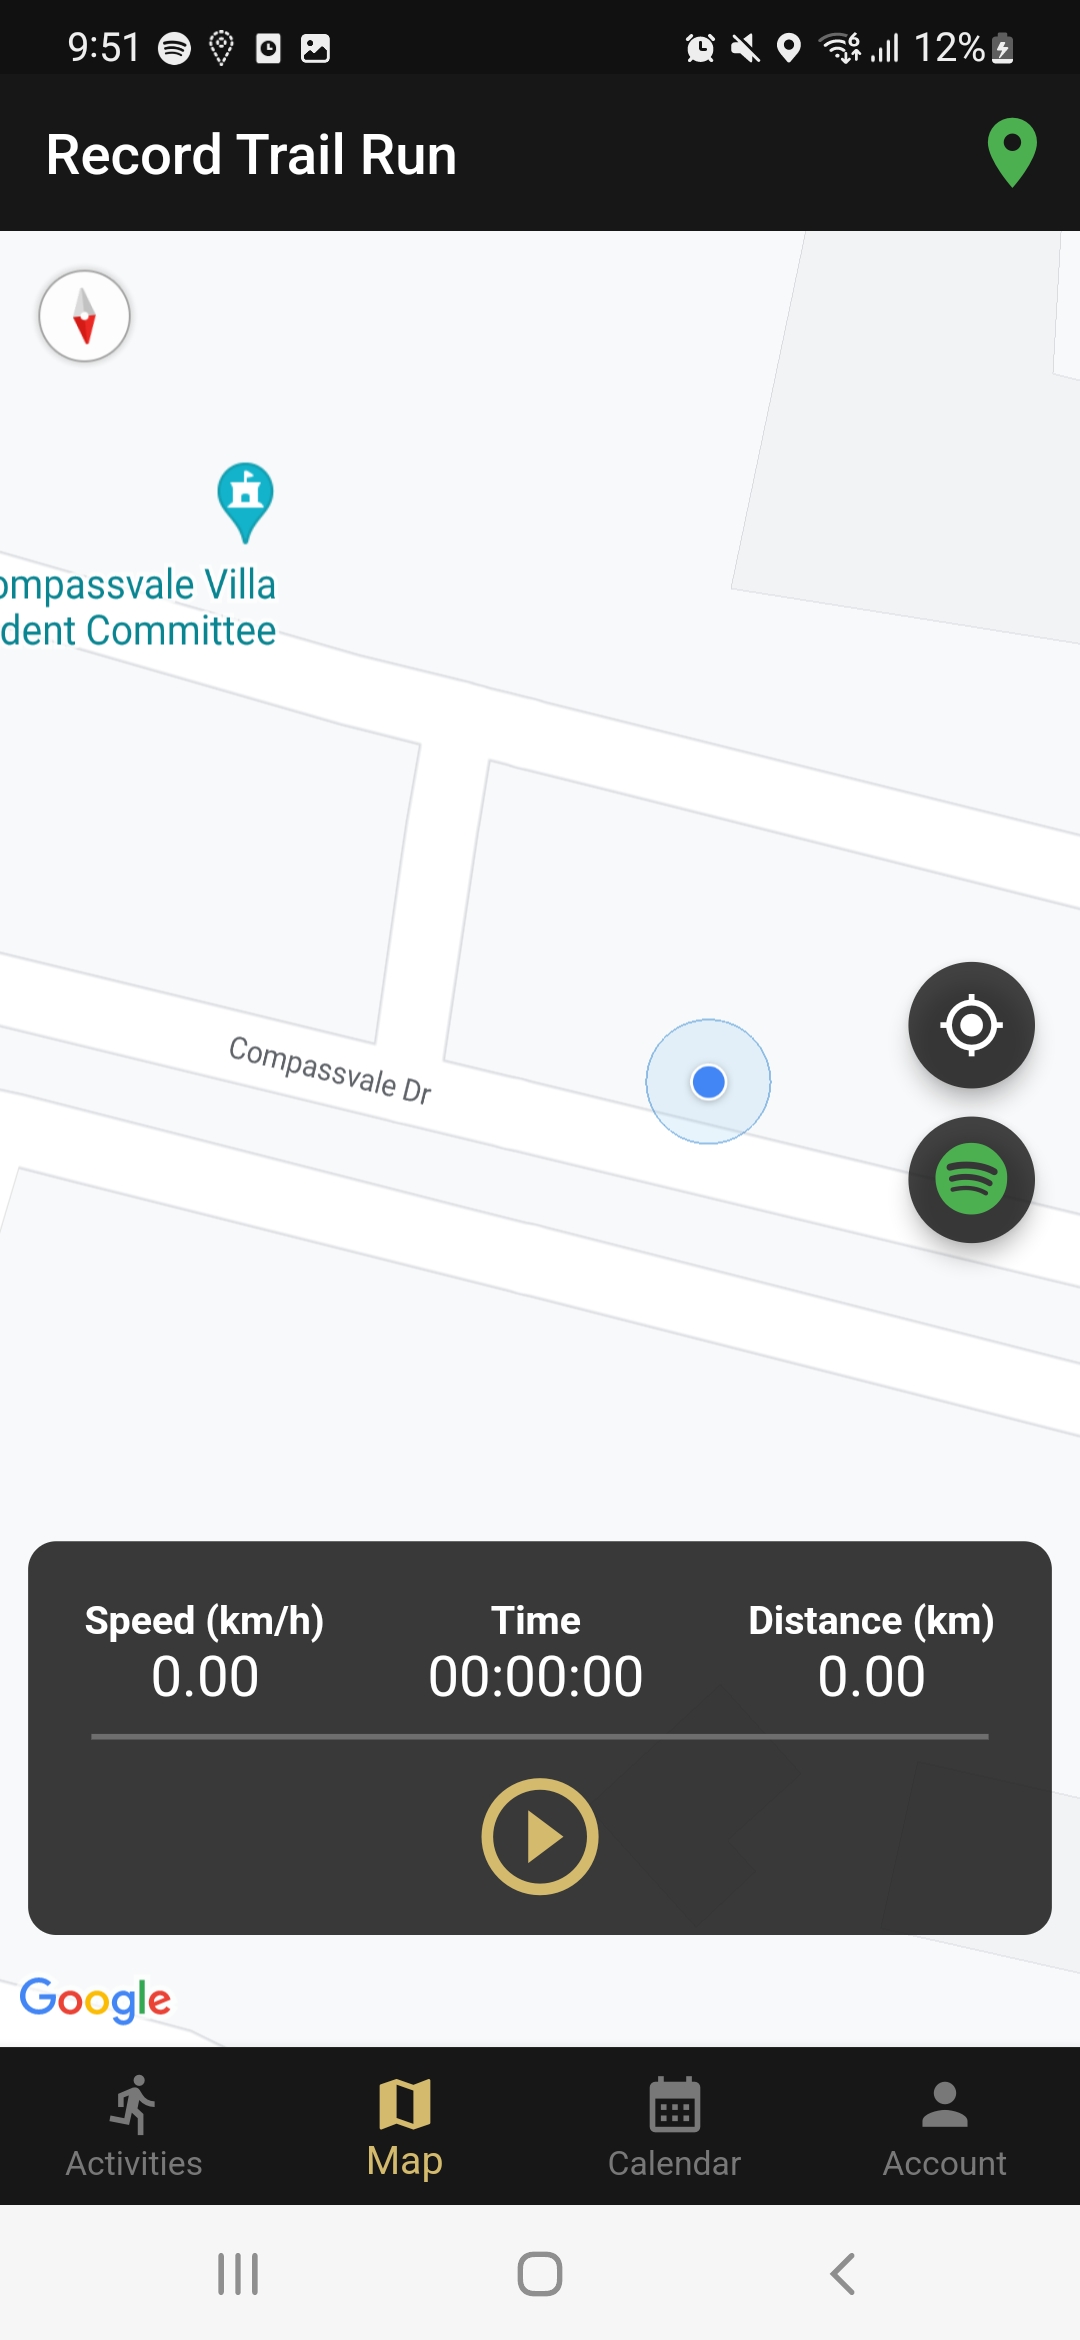 9:51
12%
Record Trail Run
ompassvale Villa
dent Committee
Compassvale Dr
Speed (km/h) Time Distance (km)
0.00 00:00:00 0.00
Google
Activities Map Calendar Account